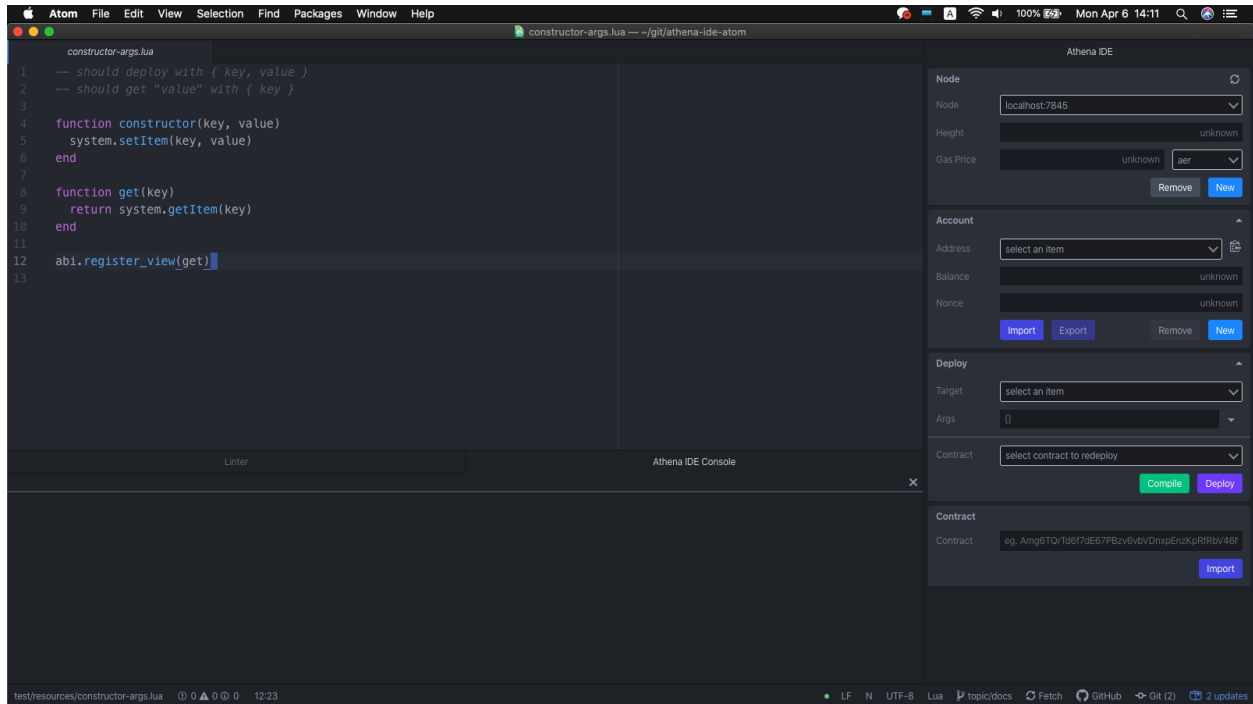 Atom File Edit View Selection Find Packages Window Help A 100% Mon Apr 6 14:11
constructor-args.lua — ~/git/athena-ide-atom
constructor-args.lua
1 -- should deploy with { key, value }
2 -- should get "value" with { key }
3
4 function constructor(key, value)
5 system.setItem(key, value)
6 end
7
8 function get(key)
9 return system.getItem(key)
10 end
11
12 abi.register_view(get)
13
Linter
Athena IDE Console
Athena IDE
Node
Node localhost:7845
Height unknown
Gas Price unknown aer
Remove New
Account
Address select an item
Balance unknown
Nonce unknown
Import Export Remove New
Deploy
Target select an item
Args []
Contract select contract to redeploy
Compile Deploy
Contract
Contract eg. Amg6TQrTd6f7dE67PBzv6vbVDnxpEnzKpRfRbV46
Import
test/resources/constructor-args.lua 0 0 0 12:23 LF N UTF-8 Lua topic/docs Fetch GitHub Git (2) 2 updates